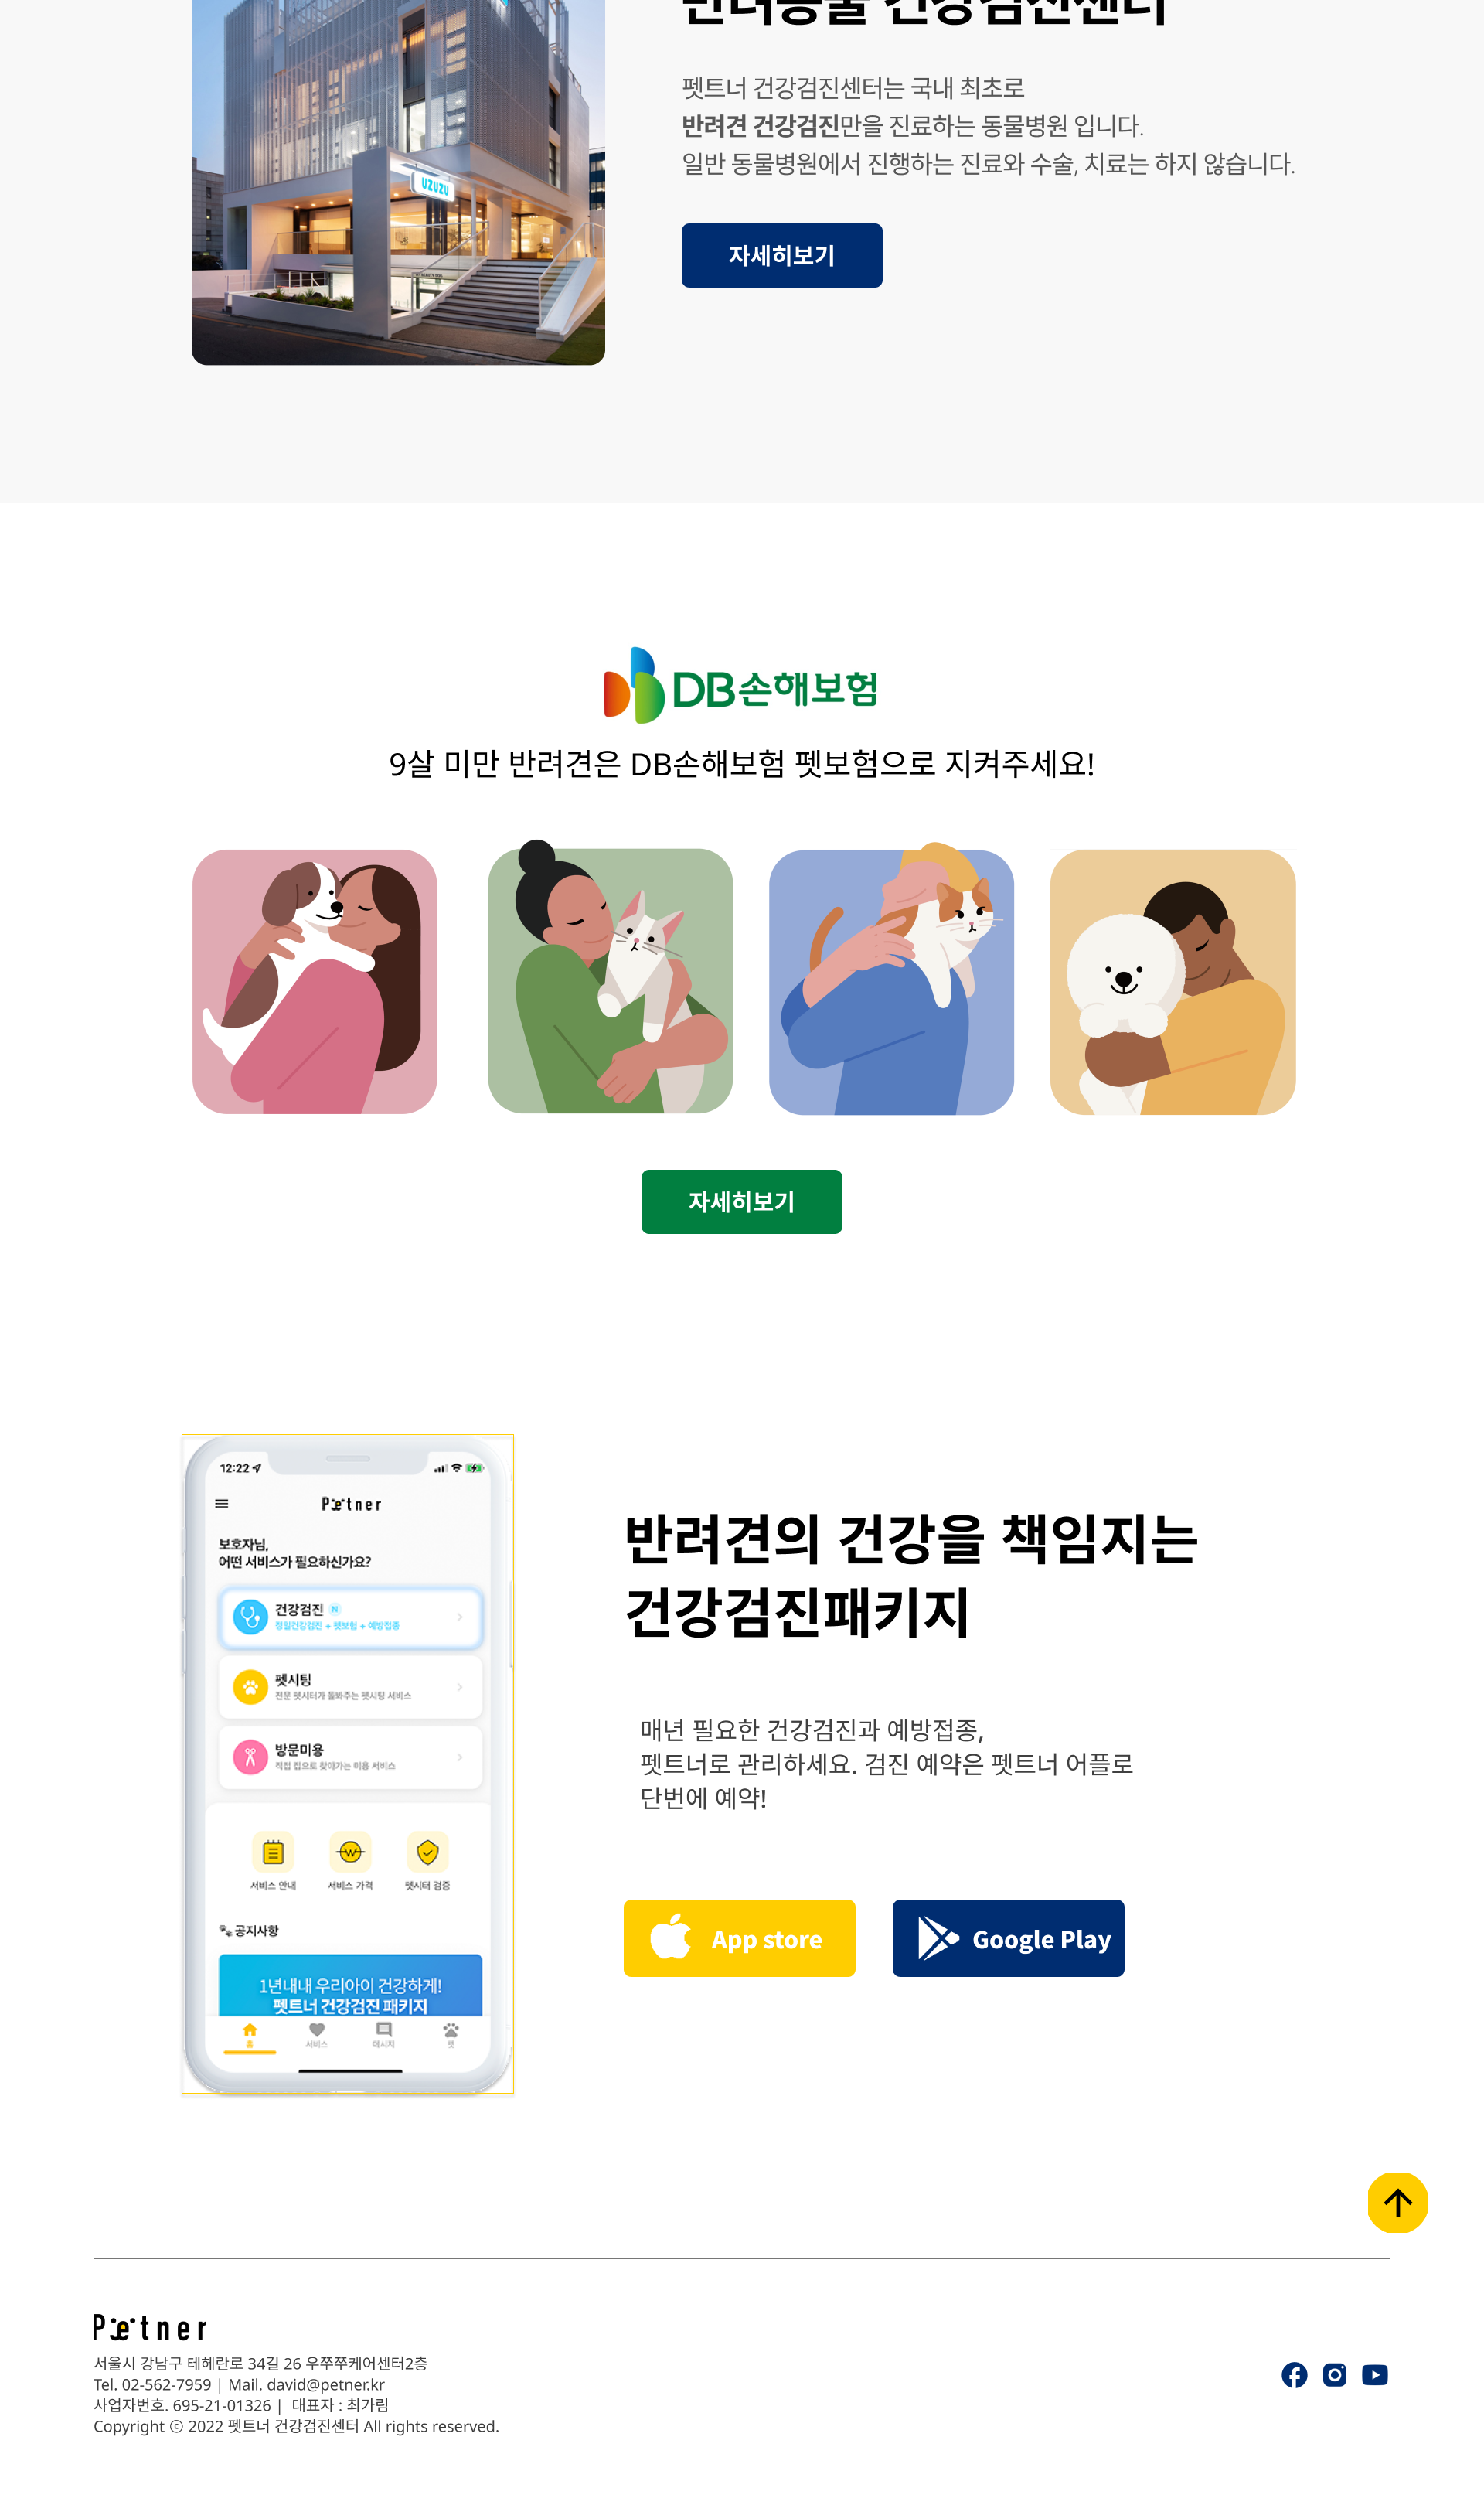 반려동물 건강검진센터
펫트너 건강검진센터는 국내 최초로
반려견 건강검진만을 진료하는 동물병원 입니다.
일반 동물병원에서 진행하는 진료와 수술, 치료는 하지 않습니다.
UZUZU
자세히보기
DB손해보험
9살 미만 반려견은 DB손해보험 펫보험으로 지켜주세요!
자세히보기
12:22
Petner
보호자님,
어떤 서비스가 필요하신가요?
건강검진 N
정밀건강검진 + 펫보험 + 예방접종
펫시팅
전문 펫시터가 돌봐주는 펫시팅 서비스
방문미용
직접 집으로 찾아가는 미용 서비스
서비스 안내 서비스 가격 펫시터 검증
공지사항
1년내내 우리아이 건강하게!
펫트너 건강검진 패키지
홈 서비스 메시지 펫
반려견의 건강을 책임지는
건강검진패키지
매년 필요한 건강검진과 예방접종,
펫트너로 관리하세요. 검진 예약은 펫트너 어플로
단번에 예약!
App store Google Play
Petner
서울시 강남구 테헤란로 34길 26 우쭈쭈케어센터2층
Tel. 02-562-7959 | Mail. david@petner.kr
사업자번호. 695-21-01326 | 대표자 : 최가림
Copyright ⓒ 2022 펫트너 건강검진센터 All rights reserved.